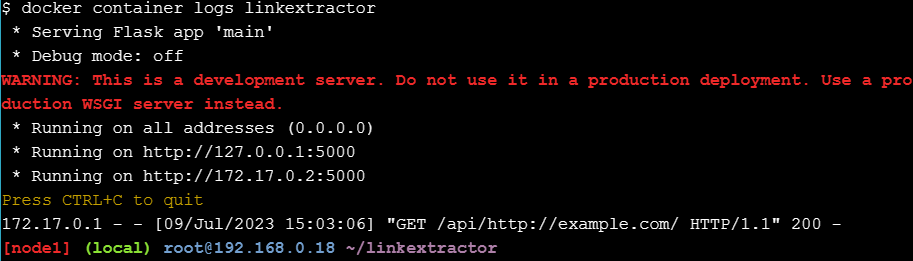 $ docker container logs linkextractor
 * Serving Flask app 'main'
 * Debug mode: off
WARNING: This is a development server. Do not use it in a production deployment. Use a pro
duction WSGI server instead.
 * Running on all addresses (0.0.0.0)
 * Running on http://127.0.0.1:5000
 * Running on http://172.17.0.2:5000
Press CTRL+C to quit
172.17.0.1 - - [09/Jul/2023 15:03:06] "GET /api/http://example.com/ HTTP/1.1" 200 -
[node1] (local) root@192.168.0.18 ~/linkextractor